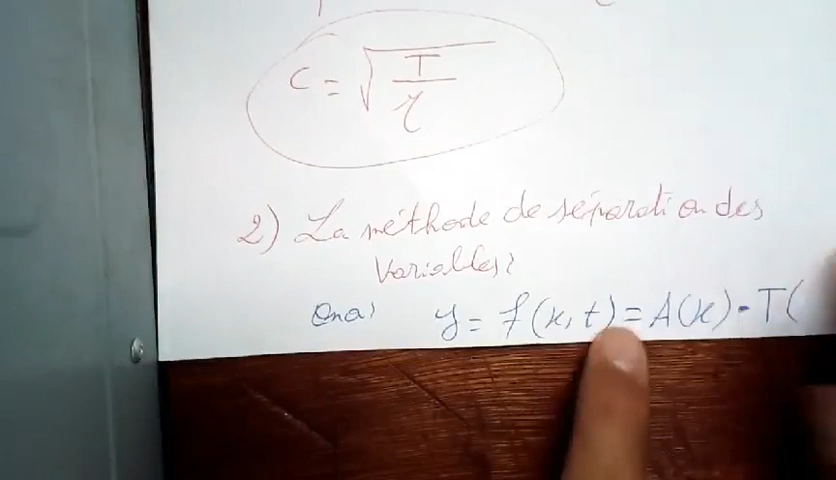 c = √(T/γ)
2) La méthode de séparation des
Variables:
On a: y = f(x,t) = A(x) • T(